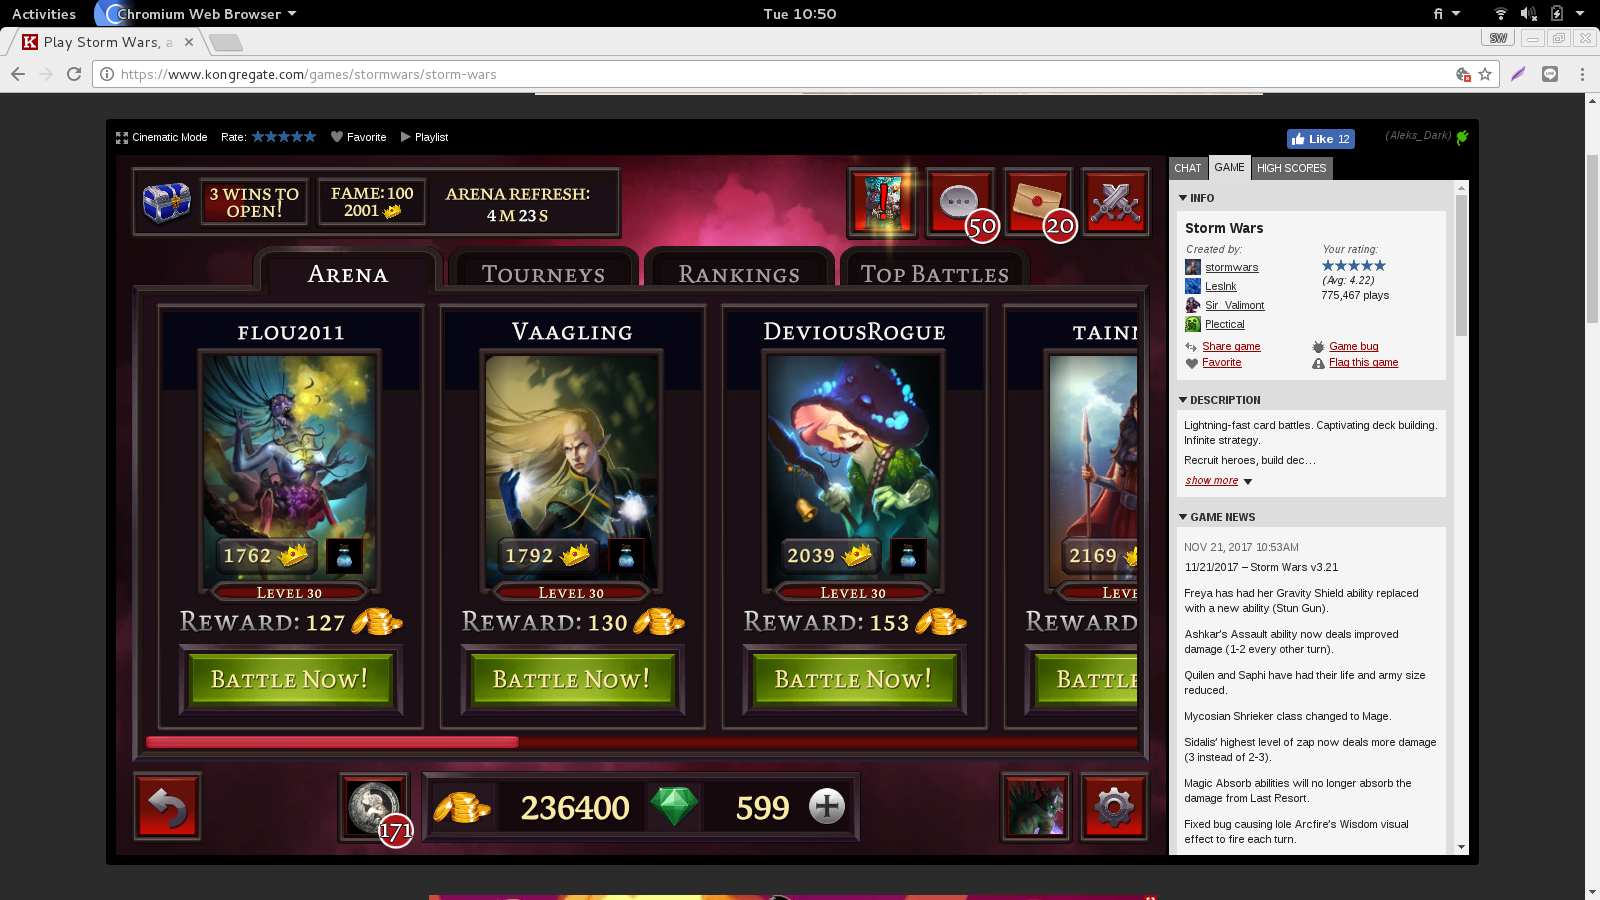 Activities
Chromium Web Browser
Tue 10:50
fi
Play Storm Wars, a
SW
https://www.kongregate.com/games/stormwars/storm-wars
Cinematic Mode
Rate:
Favorite
Playlist
Like 12
(Aleks_Dark)
3 WINS TO
OPEN!
FAME: 100
2001
ARENA REFRESH:
4 M 23 S
!
50
20
ARENA
TOURNEYS
RANKINGS
TOP BATTLES
FLOU2011
1762
LEVEL 30
REWARD: 127
BATTLE NOW!
VAAGLING
1792
LEVEL 30
REWARD: 130
BATTLE NOW!
DEVIOUSROGUE
2039
LEVEL 30
REWARD: 153
BATTLE NOW!
2169
LEVEL
REWARD
171
236400
599
CHAT
GAME
HIGH SCORES
INFO
Storm Wars
Created by:
stormwars
LesInk
Sir_Valimont
Plectical
Your rating:
(Avg: 4.22)
775,467 plays
Share game
Favorite
Game bug
Flag this game
DESCRIPTION
Lightning-fast card battles. Captivating deck building.
Infinite strategy.
Recruit heroes, build dec…
show more
GAME NEWS
NOV 21, 2017 10:53AM
11/21/2017 – Storm Wars v3.21
Freya has had her Gravity Shield ability replaced
with a new ability (Stun Gun).
Ashkar's Assault ability now deals improved
damage (1-2 every other turn).
Quilen and Saphi have had their life and army size
reduced.
Mycosian Shrieker class changed to Mage.
Sidalis' highest level of zap now deals more damage
(3 instead of 2-3).
Magic Absorb abilities will no longer absorb the
damage from Last Resort.
Fixed bug causing Iole Arcfire's Wisdom visual
effect to fire each turn.